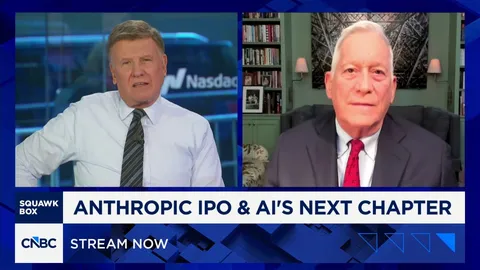 Nasdaq
SQUAWK
BOX
ANTHROPIC IPO & AI'S NEXT CHAPTER
CNBC
STREAM NOW